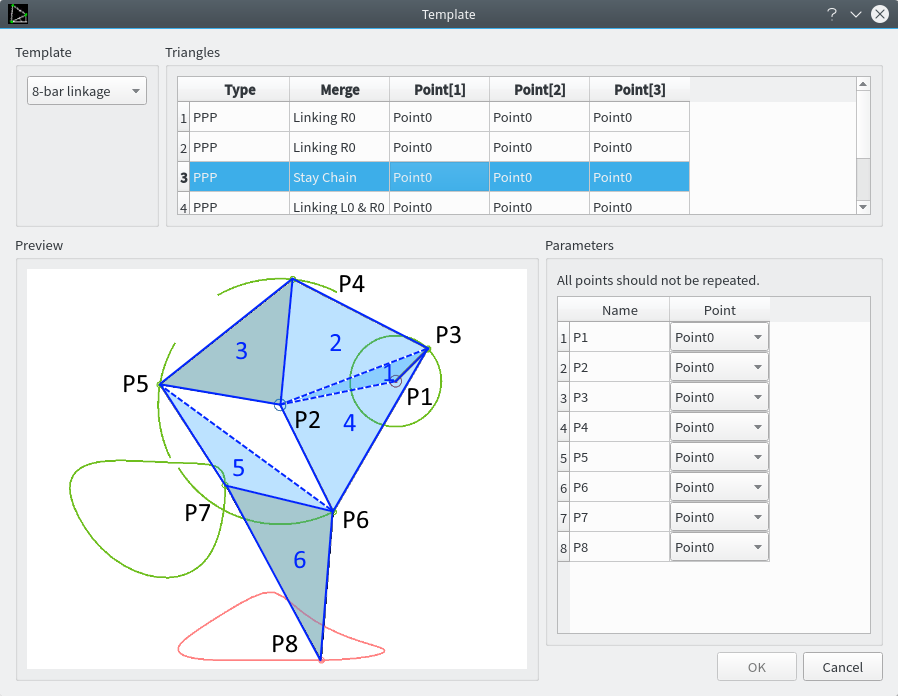 Template
Template
Triangles
8-bar linkage
Type Merge Point[1] Point[2] Point[3]
1 PPP Linking R0 Point0 Point0 Point0
2 PPP Linking R0 Point0 Point0 Point0
3 PPP Stay Chain Point0 Point0 Point0
4 PPP Linking L0 & R0 Point0 Point0 Point0
Preview
P4
P3
2
3
1
P5
P1
P2
4
5
P7
P6
6
P8
Parameters
All points should not be repeated.
Name Point
1 P1 Point0
2 P2 Point0
3 P3 Point0
4 P4 Point0
5 P5 Point0
6 P6 Point0
7 P7 Point0
8 P8 Point0
OK Cancel